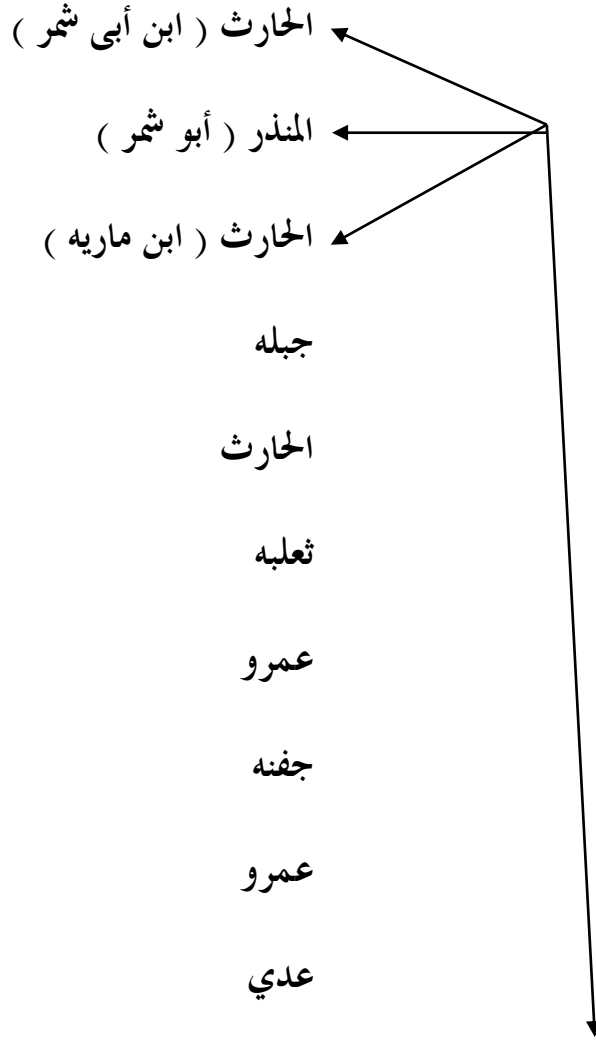 الحارث ( ابن أبى شمر )
المنذر ( أبو شمر )
الحارث ( ابن ماريه )
جبله
الحارث
ثعلبه
عمرو
جفنه
عمرو
عدي